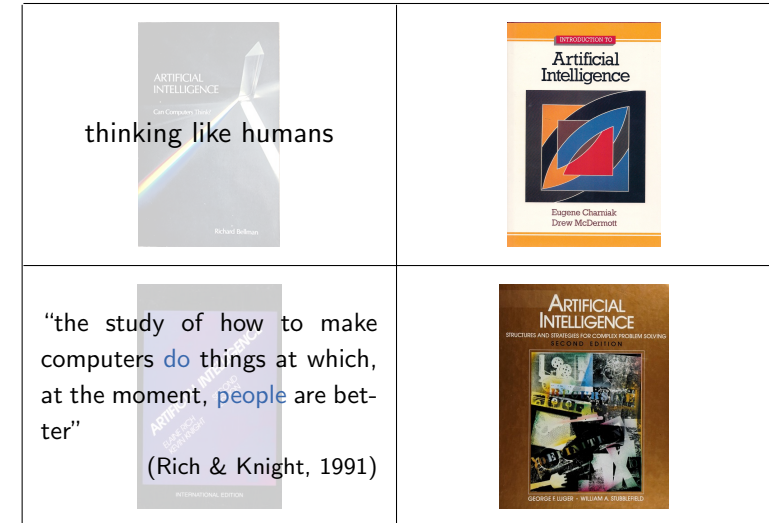 ARTIFICIAL
INTELLIGENCE
Can Computers Think?
thinking like humans
Richard Bellman
INTRODUCTION TO
Artificial
Intelligence
Eugene Charniak
Drew McDermott
“the study of how to make
computers do things at which,
at the moment, people are bet-
ter”
(Rich & Knight, 1991)
ARTIFICIAL INTELLIGENCE
SECOND EDITION
ELAINE RICH
KEVIN KNIGHT
INTERNATIONAL EDITION
ARTIFICIAL
INTELLIGENCE
STRUCTURES AND STRATEGIES FOR COMPLEX PROBLEM SOLVING
SECOND EDITION
GEORGE F. LUGER • WILLIAM A. STUBBLEFIELD